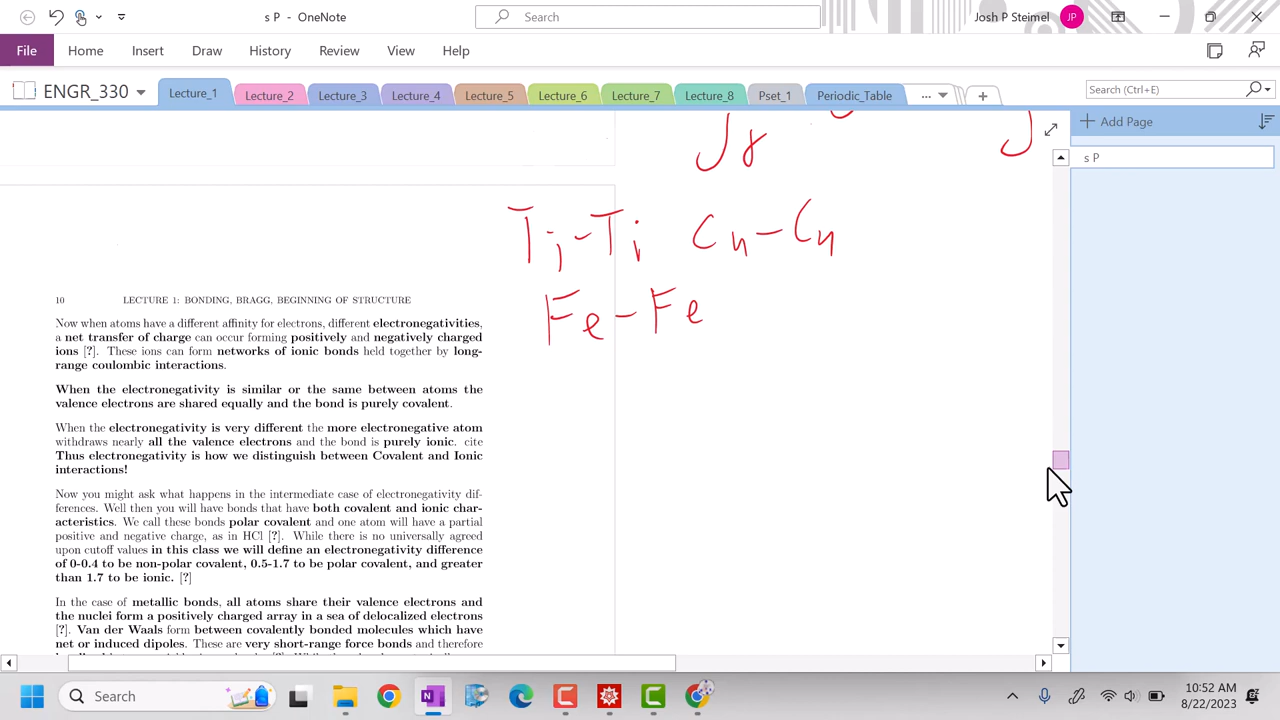 s P - OneNote
Search
Josh P Steimel
JP
File Home Insert Draw History Review View Help
ENGR_330
Lecture_1 Lecture_2 Lecture_3 Lecture_4 Lecture_5 Lecture_6 Lecture_7 Lecture_8 Pset_1 Periodic_Table ...
Search (Ctrl+E)
Add Page
s P
Ti-Ti Cu-Cu
Fe-Fe
10 LECTURE 1: BONDING, BRAGG, BEGINNING OF STRUCTURE
Now when atoms have a different affinity for electrons, different electronegativities,
a net transfer of charge can occur forming positively and negatively charged
ions [?]. These ions can form networks of ionic bonds held together by long-
range coulombic interactions.
When the electronegativity is similar or the same between atoms the
valence electrons are shared equally and the bond is purely covalent.
When the electronegativity is very different the more electronegative atom
withdraws nearly all the valence electrons and the bond is purely ionic. cite
Thus electronegativity is how we distinguish between Covalent and Ionic
interactions!
Now you might ask what happens in the intermediate case of electronegativity dif-
ferences. Well then you will have bonds that have both covalent and ionic char-
acteristics. We call these bonds polar covalent and one atom will have a partial
positive and negative charge, as in HCl [?]. While there is no universally agreed
upon cutoff values in this class we will define an electronegativity difference
of 0-0.4 to be non-polar covalent, 0.5-1.7 to be polar covalent, and greater
than 1.7 to be ionic. [?]
In the case of metallic bonds, all atoms share their valence electrons and
the nuclei form a positively charged array in a sea of delocalized electrons
[?]. Van der Waals form between covalently bonded molecules which have
net or induced dipoles. These are very short-range force bonds and therefore
Search
10:52 AM
8/22/2023